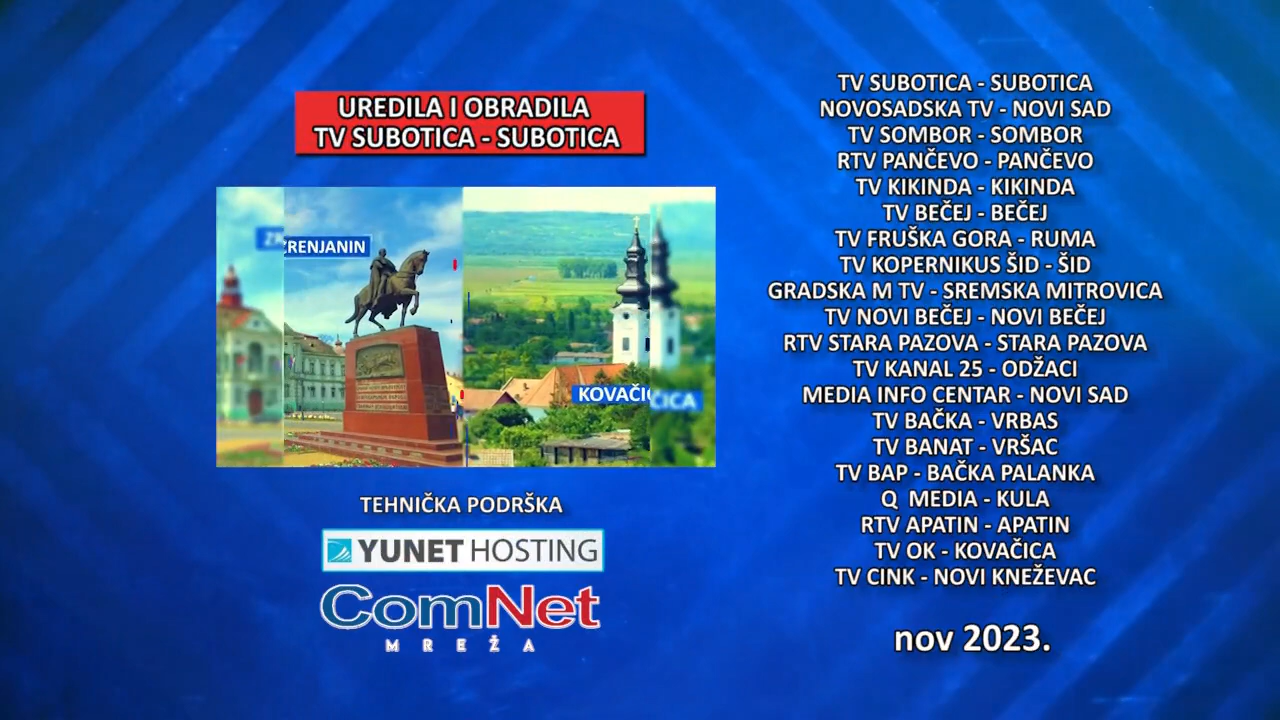 UREDILA I OBRADILA
TV SUBOTICA - SUBOTICA
ZRENJANIN
KOVAČIC
ČICA
TEHNIČKA PODRŠKA
YUNET HOSTING
ComNet
MREŽA
TV SUBOTICA - SUBOTICA
NOVOSADSKA TV - NOVI SAD
TV SOMBOR - SOMBOR
RTV PANČEVO - PANČEVO
TV KIKINDA - KIKINDA
TV BEČEJ - BEČEJ
TV FRUŠKA GORA - RUMA
TV KOPERNIKUS ŠID - ŠID
GRADSKA M TV - SREMSKA MITROVICA
TV NOVI BEČEJ - NOVI BEČEJ
RTV STARA PAZOVA - STARA PAZOVA
TV KANAL 25 - ODŽACI
MEDIA INFO CENTAR - NOVI SAD
TV BAČKA - VRBAS
TV BANAT - VRŠAC
TV BAP - BAČKA PALANKA
Q MEDIA - KULA
RTV APATIN - APATIN
TV OK - KOVAČICA
TV CINK - NOVI KNEŽEVAC
nov 2023.